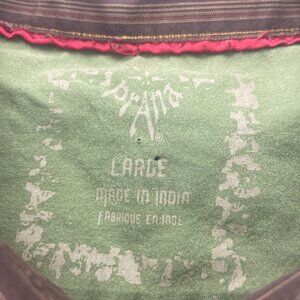 prAna
®
LARGE
MADE IN INDIA
FABRIQUE EN INDE